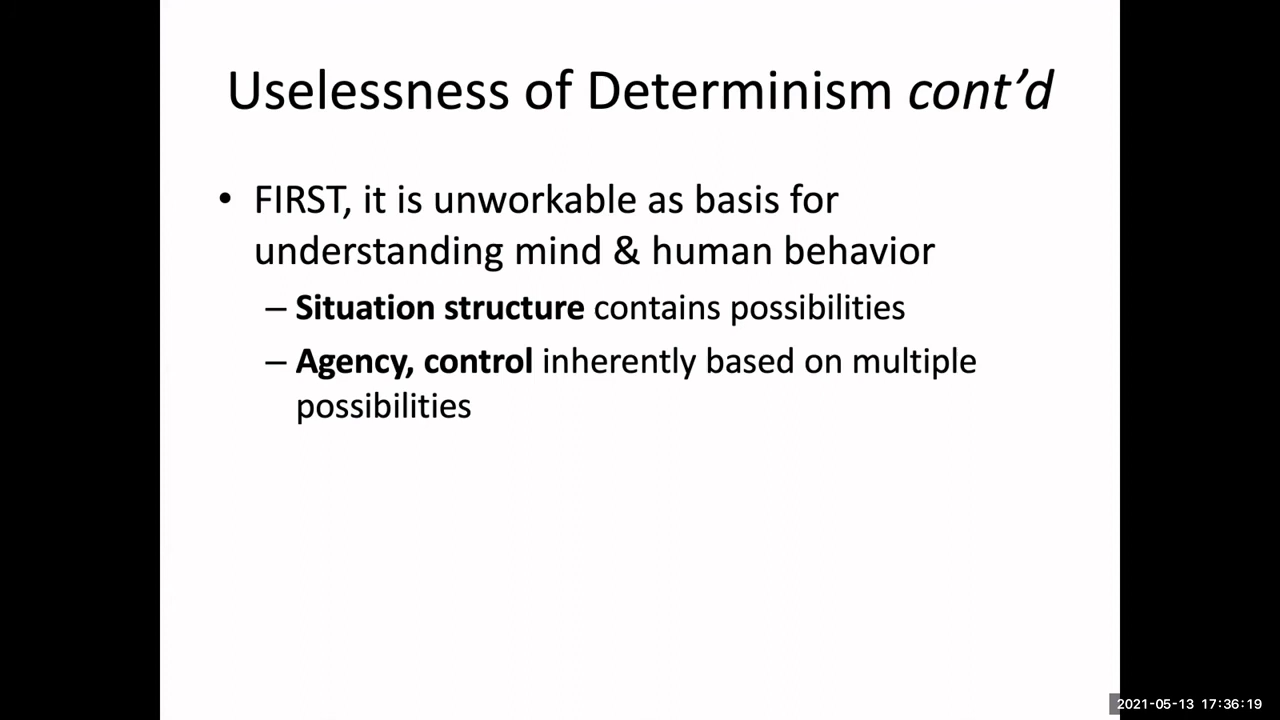 Uselessness of Determinism cont’d
• FIRST, it is unworkable as basis for
understanding mind & human behavior
– Situation structure contains possibilities
– Agency, control inherently based on multiple
possibilities
2021-05-13 17:36:19